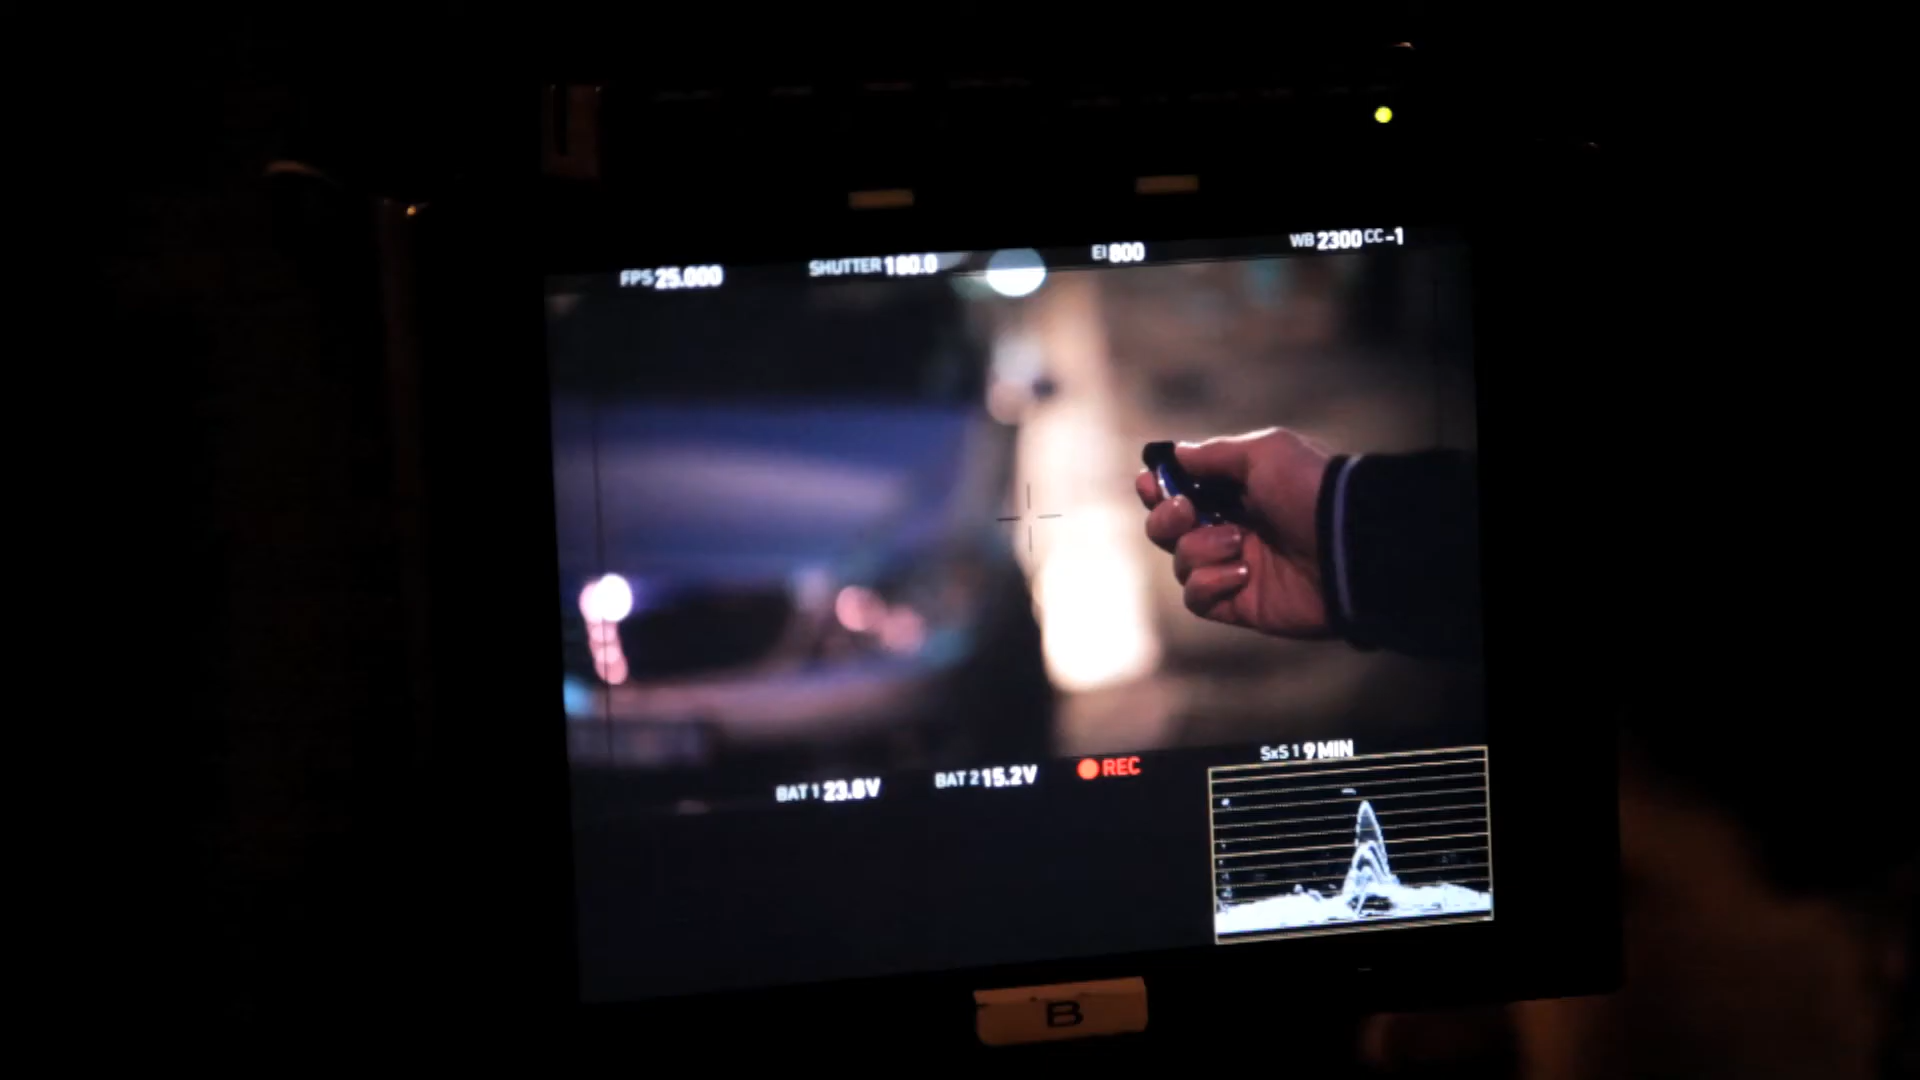 FPS 25.000 SHUTTER 180.0 EI 800 WB 2300 CC -1
SxS 1 9 MIN
BAT 1 23.8V BAT 2 15.2V REC
B